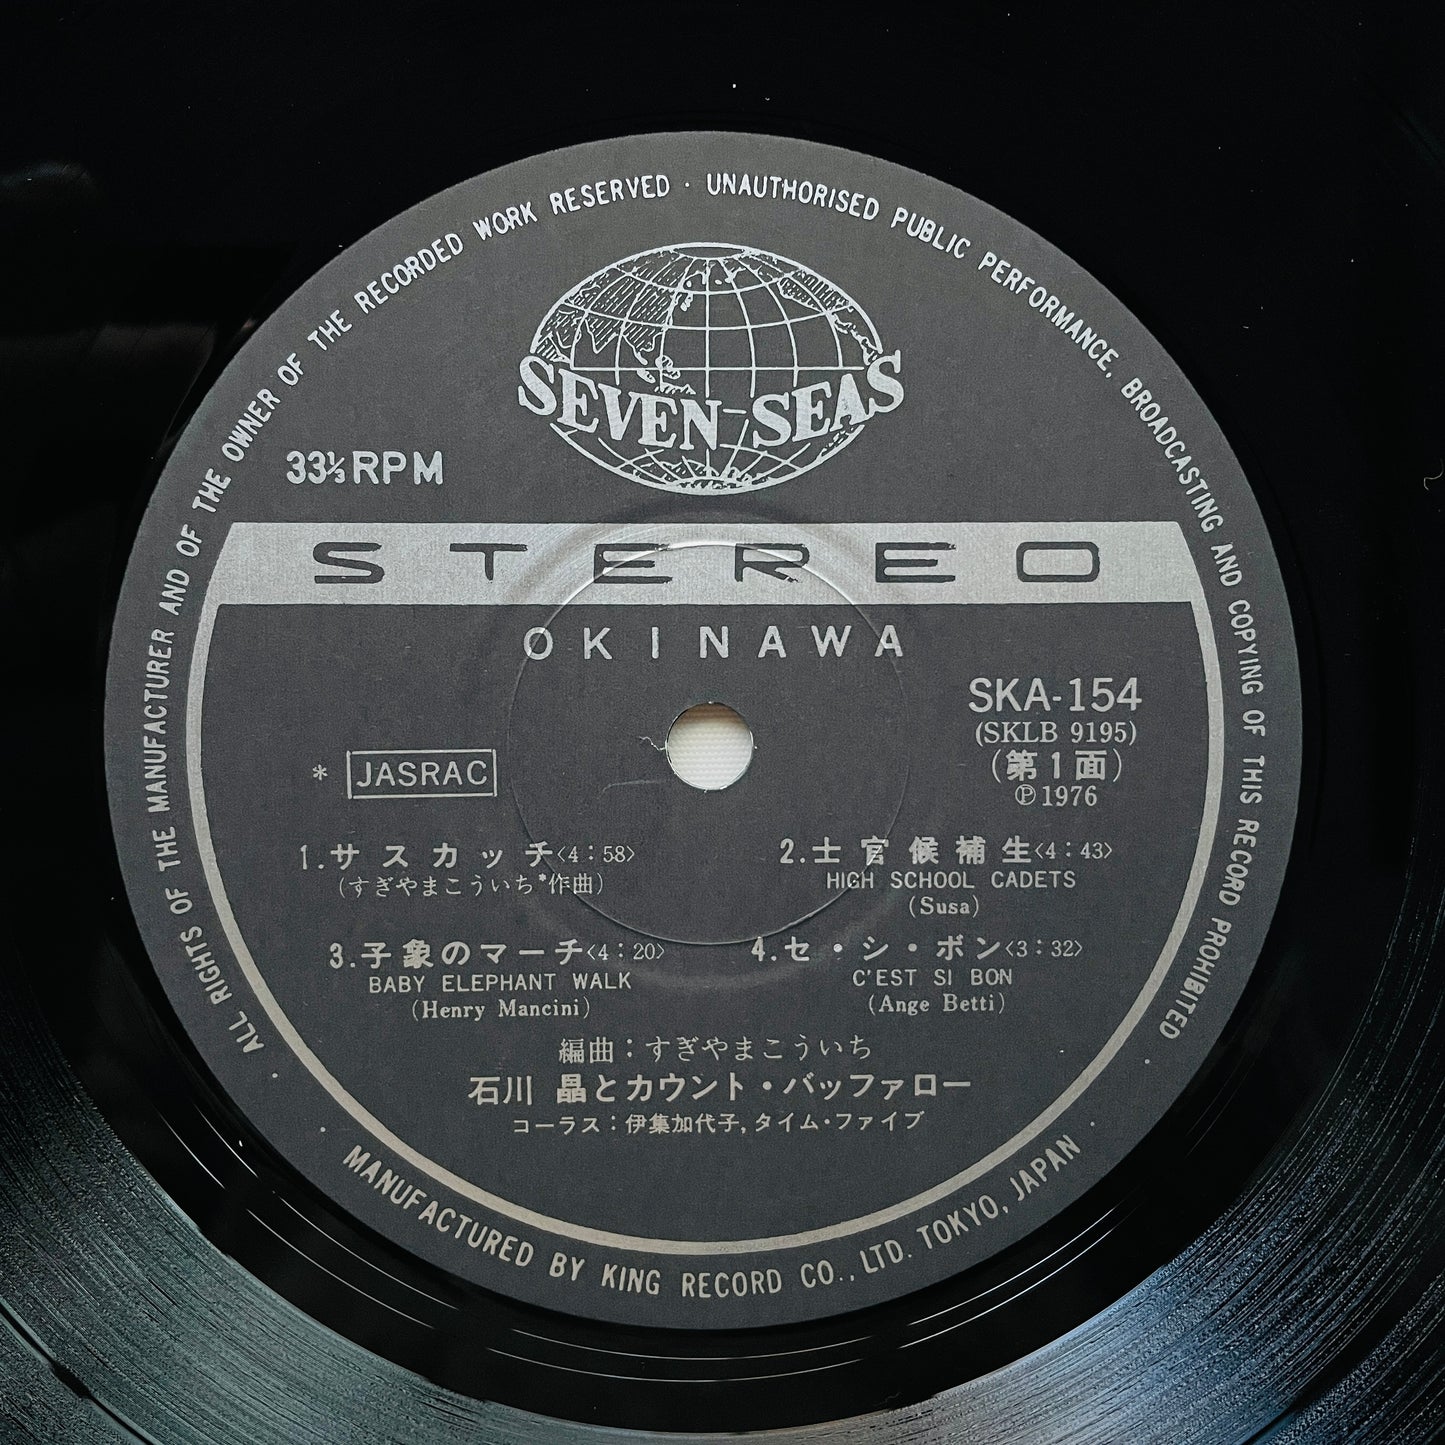 ALL RIGHTS OF THE MANUFACTURER AND OF THE OWNER OF THE RECORDED WORK RESERVED · UNAUTHORISED PUBLIC PERFORMANCE, BROADCASTING AND COPYING OF THIS RECORD PROHIBITED
SEVEN SEAS
33⅓RPM
STEREO
OKINAWA
SKA-154
(SKLB 9195)
(第1面)
℗1976
* JASRAC
1.サスカッチ〈4:58〉
(すぎやまこういち*作曲)
2.士官候補生〈4:43〉
HIGH SCHOOL CADETS
(Susa)
3.子象のマーチ〈4:20〉
BABY ELEPHANT WALK
(Henry Mancini)
4.セ・シ・ボン〈3:32〉
C'EST SI BON
(Ange Betti)
編曲:すぎやまこういち
石川 晶とカウント・バッファロー
コーラス:伊集加代子,タイム・ファイブ
· MANUFACTURED BY KING RECORD CO., LTD. TOKYO, JAPAN ·